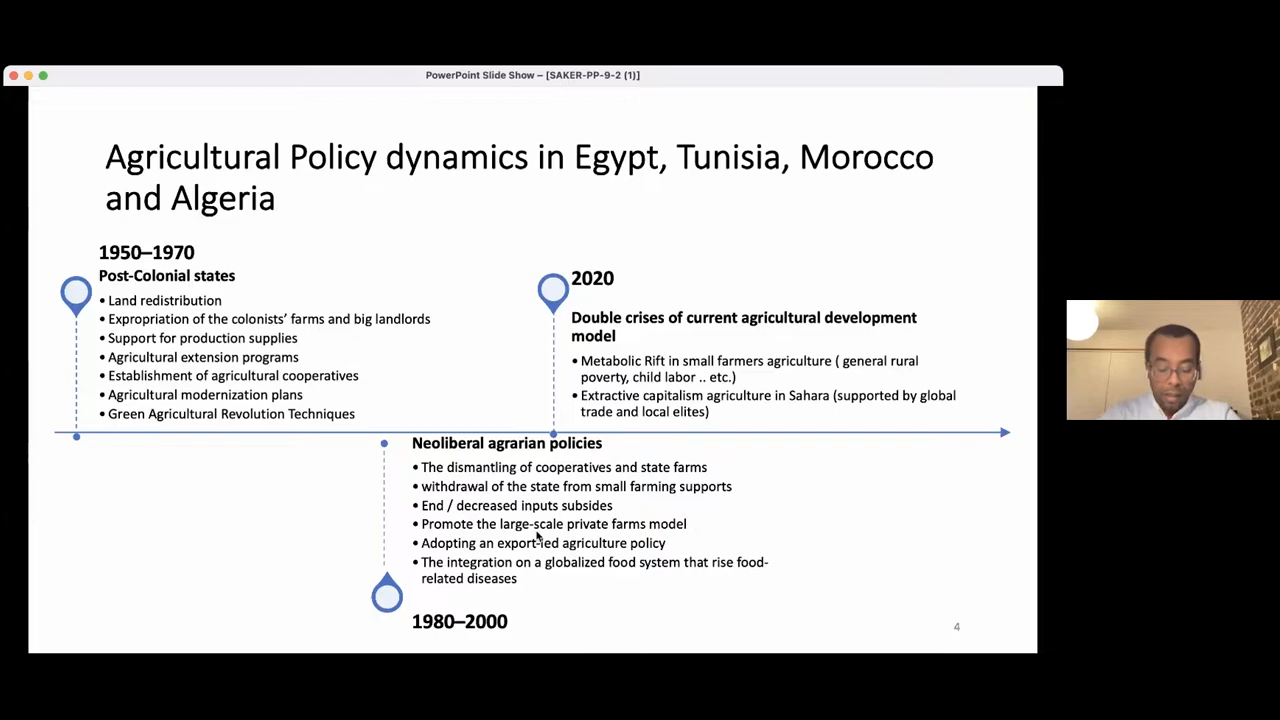 PowerPoint Slide Show – [SAKER-PP-9-2 (1)]
Agricultural Policy dynamics in Egypt, Tunisia, Morocco
and Algeria
1950–1970
Post-Colonial states
• Land redistribution
• Expropriation of the colonists’ farms and big landlords
• Support for production supplies
• Agricultural extension programs
• Establishment of agricultural cooperatives
• Agricultural modernization plans
• Green Agricultural Revolution Techniques
2020
Double crises of current agricultural development
model
• Metabolic Rift in small farmers agriculture ( general rural
poverty, child labor .. etc.)
• Extractive capitalism agriculture in Sahara (supported by global
trade and local elites)
Neoliberal agrarian policies
• The dismantling of cooperatives and state farms
• withdrawal of the state from small farming supports
• End / decreased inputs subsides
• Promote the large-scale private farms model
• Adopting an export-led agriculture policy
• The integration on a globalized food system that rise food-
related diseases
1980–2000
4